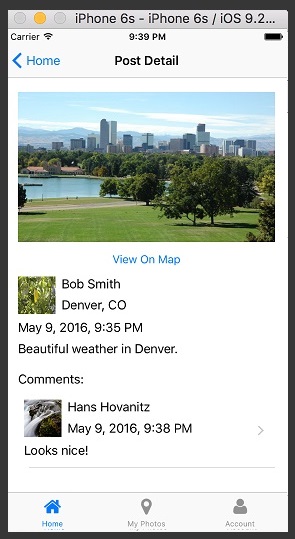 iPhone 6s - iPhone 6s / iOS 9.2...
Carrier 9:39 PM
Home Post Detail
View On Map
Bob Smith
Denver, CO
May 9, 2016, 9:35 PM
Beautiful weather in Denver.
Comments:
Hans Hovanitz
May 9, 2016, 9:38 PM
Looks nice!
Home My Photos Account